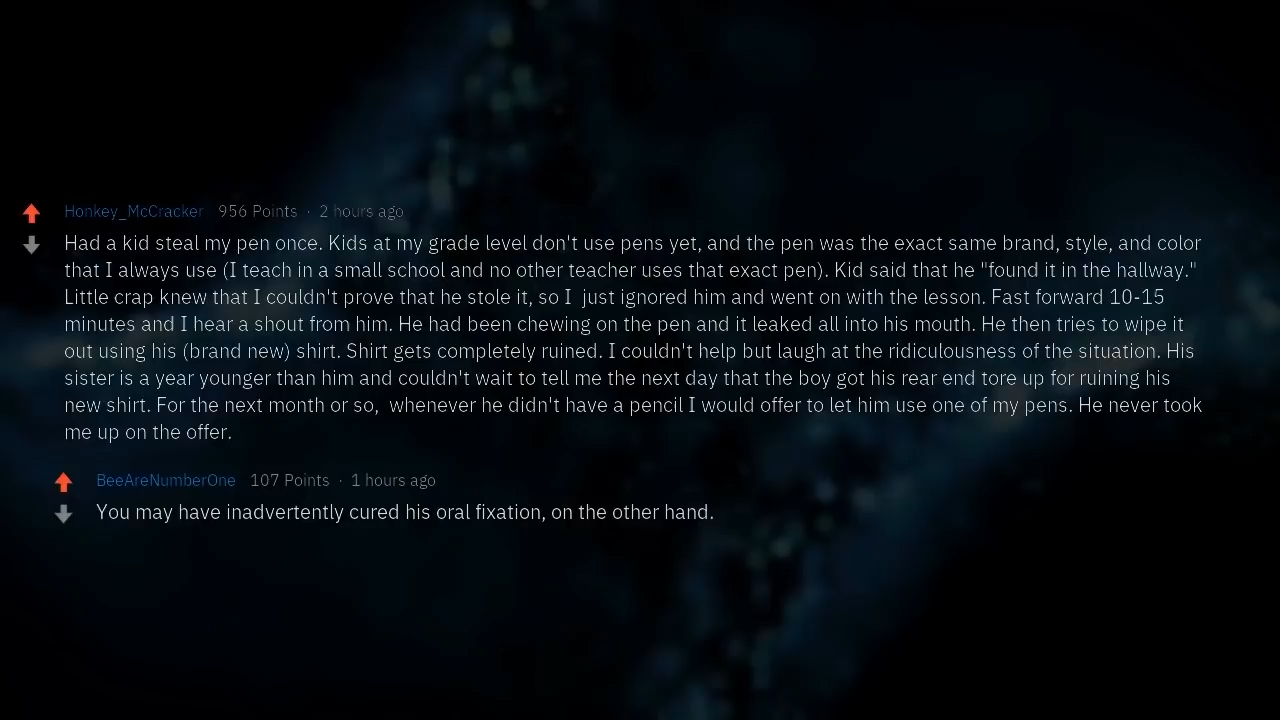 Honkey_McCracker 956 Points · 2 hours ago
Had a kid steal my pen once. Kids at my grade level don't use pens yet, and the pen was the exact same brand, style, and color
that I always use (I teach in a small school and no other teacher uses that exact pen). Kid said that he "found it in the hallway."
Little crap knew that I couldn't prove that he stole it, so I  just ignored him and went on with the lesson. Fast forward 10-15
minutes and I hear a shout from him. He had been chewing on the pen and it leaked all into his mouth. He then tries to wipe it
out using his (brand new) shirt. Shirt gets completely ruined. I couldn't help but laugh at the ridiculousness of the situation. His
sister is a year younger than him and couldn't wait to tell me the next day that the boy got his rear end tore up for ruining his
new shirt. For the next month or so,  whenever he didn't have a pencil I would offer to let him use one of my pens. He never took
me up on the offer.
BeeAreNumberOne 107 Points · 1 hours ago
You may have inadvertently cured his oral fixation, on the other hand.